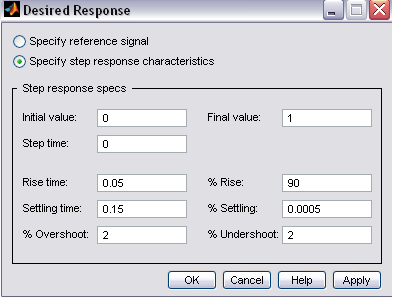 Desired Response
Specify reference signal
Specify step response characteristics
Step response specs
Initial value: 0 Final value: 1
Step time: 0
Rise time: 0.05 % Rise: 90
Settling time: 0.15 % Settling: 0.0005
% Overshoot: 2 % Undershoot: 2
OK Cancel Help Apply